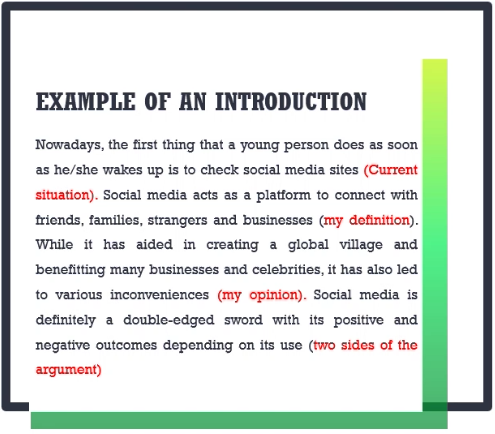 EXAMPLE OF AN INTRODUCTION
Nowadays, the first thing that a young person does as soon
as he/she wakes up is to check social media sites (Current
situation). Social media acts as a platform to connect with
friends, families, strangers and businesses (my definition).
While it has aided in creating a global village and
benefitting many businesses and celebrities, it has also led
to various inconveniences (my opinion). Social media is
definitely a double-edged sword with its positive and
negative outcomes depending on its use (two sides of the
argument)